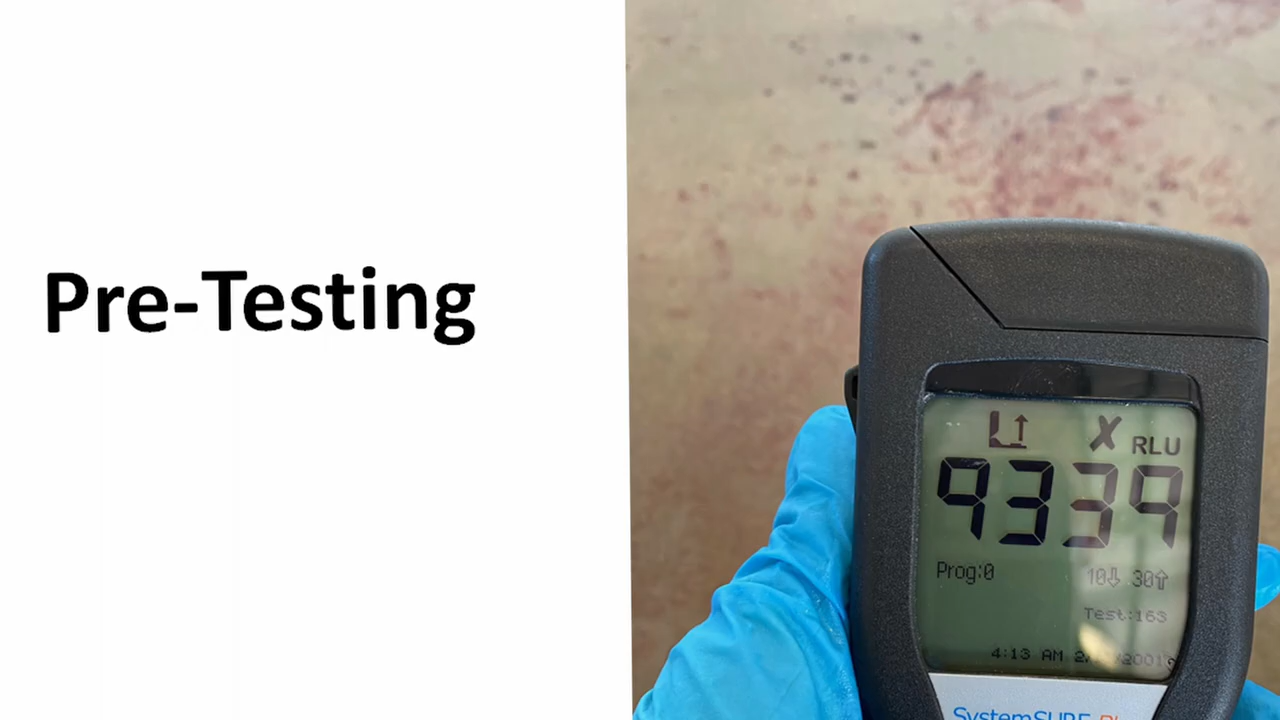 Pre-Testing
RLU
9339
Prog:0
10 30
Test:163
4:13 AM
SystemSURE